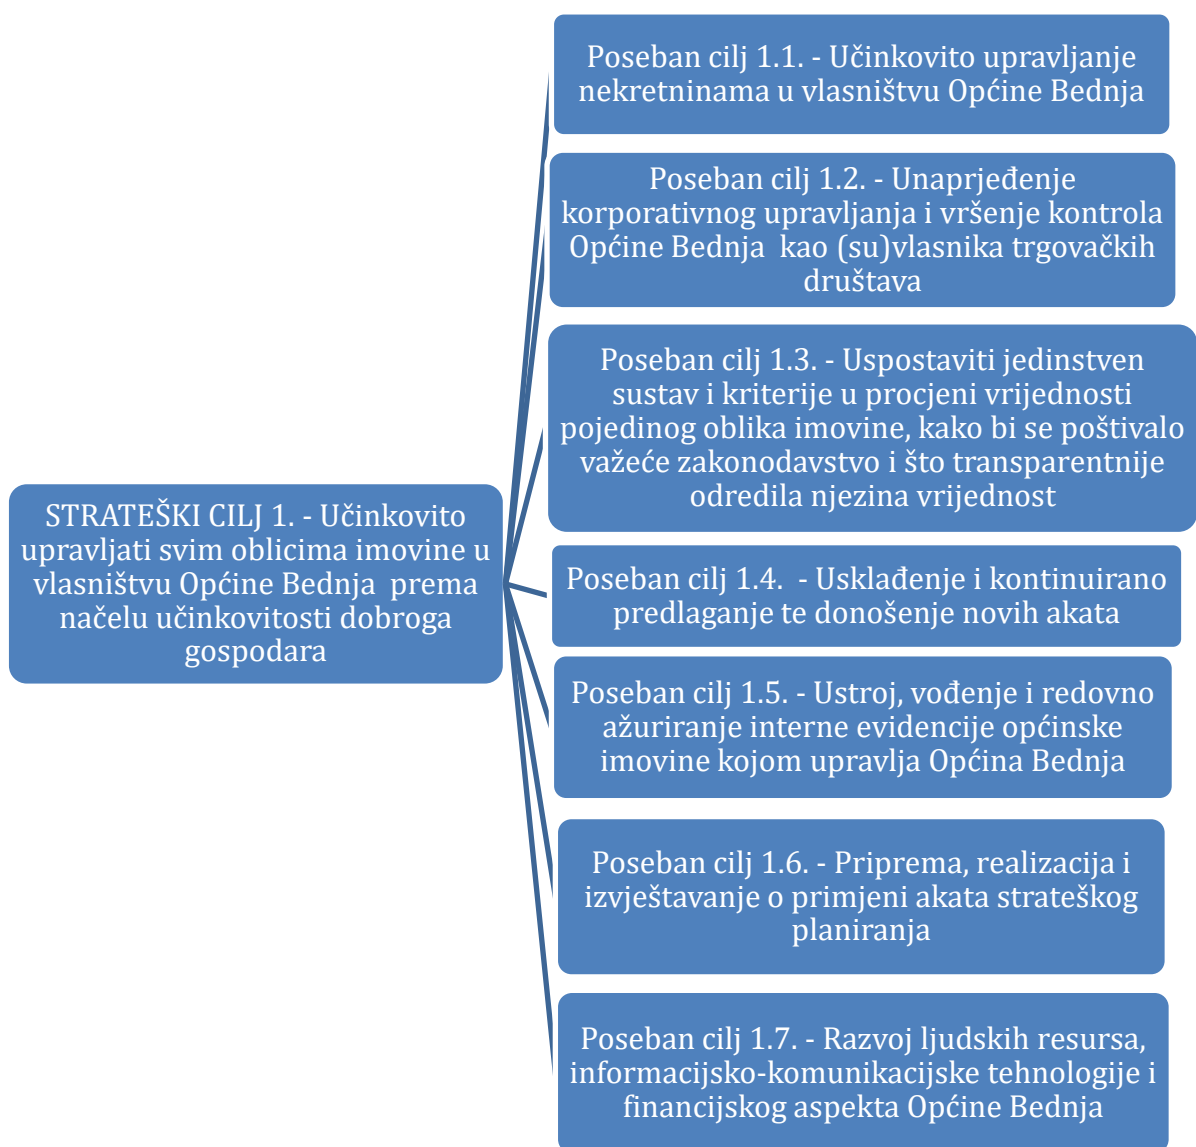 STRATEŠKI CILJ 1. - Učinkovito
upravljati svim oblicima imovine u
vlasništvu Općine Bednja  prema
načelu učinkovitosti dobroga
gospodara
Poseban cilj 1.1. - Učinkovito upravljanje
nekretninama u vlasništvu Općine Bednja
Poseban cilj 1.2. - Unaprjeđenje
korporativnog upravljanja i vršenje kontrola
Općine Bednja  kao (su)vlasnika trgovačkih
društava
Poseban cilj 1.3. - Uspostaviti jedinstven
sustav i kriterije u procjeni vrijednosti
pojedinog oblika imovine, kako bi se poštivalo
važeće zakonodavstvo i što transparentnije
odredila njezina vrijednost
Poseban cilj 1.4.  - Usklađenje i kontinuirano
predlaganje te donošenje novih akata
Poseban cilj 1.5. - Ustroj, vođenje i redovno
ažuriranje interne evidencije općinske
imovine kojom upravlja Općina Bednja
Poseban cilj 1.6. - Priprema, realizacija i
izvještavanje o primjeni akata strateškog
planiranja
Poseban cilj 1.7. - Razvoj ljudskih resursa,
informacijsko-komunikacijske tehnologije i
financijskog aspekta Općine Bednja